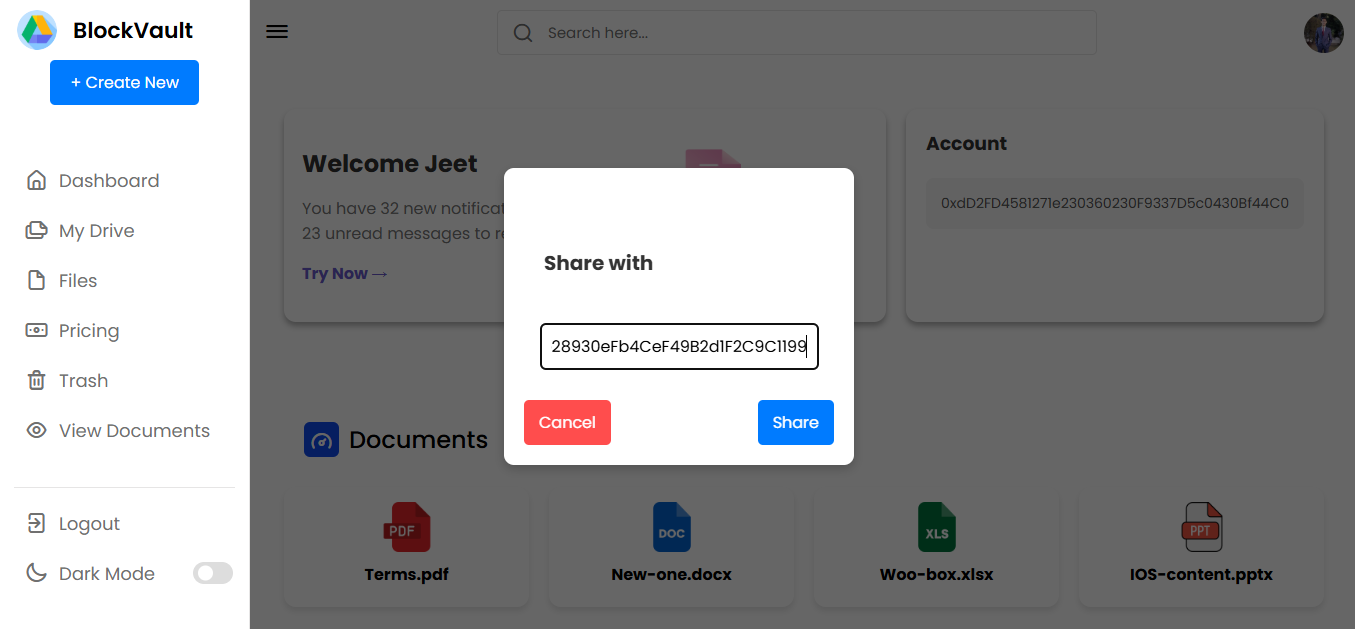 BlockVault
+ Create New
Dashboard
My Drive
Files
Pricing
Trash
View Documents
Logout
Dark Mode
Search here...
Welcome Jeet
You have 32 new notificat
23 unread messages to re
Try Now →
Account
0xdD2FD4581271e230360230F9337D5c0430Bf44C0
Share with
28930eFb4CeF49B2d1F2C9C1199
Cancel
Share
Documents
PDF
Terms.pdf
DOC
New-one.docx
XLS
Woo-box.xlsx
PPT
IOS-content.pptx